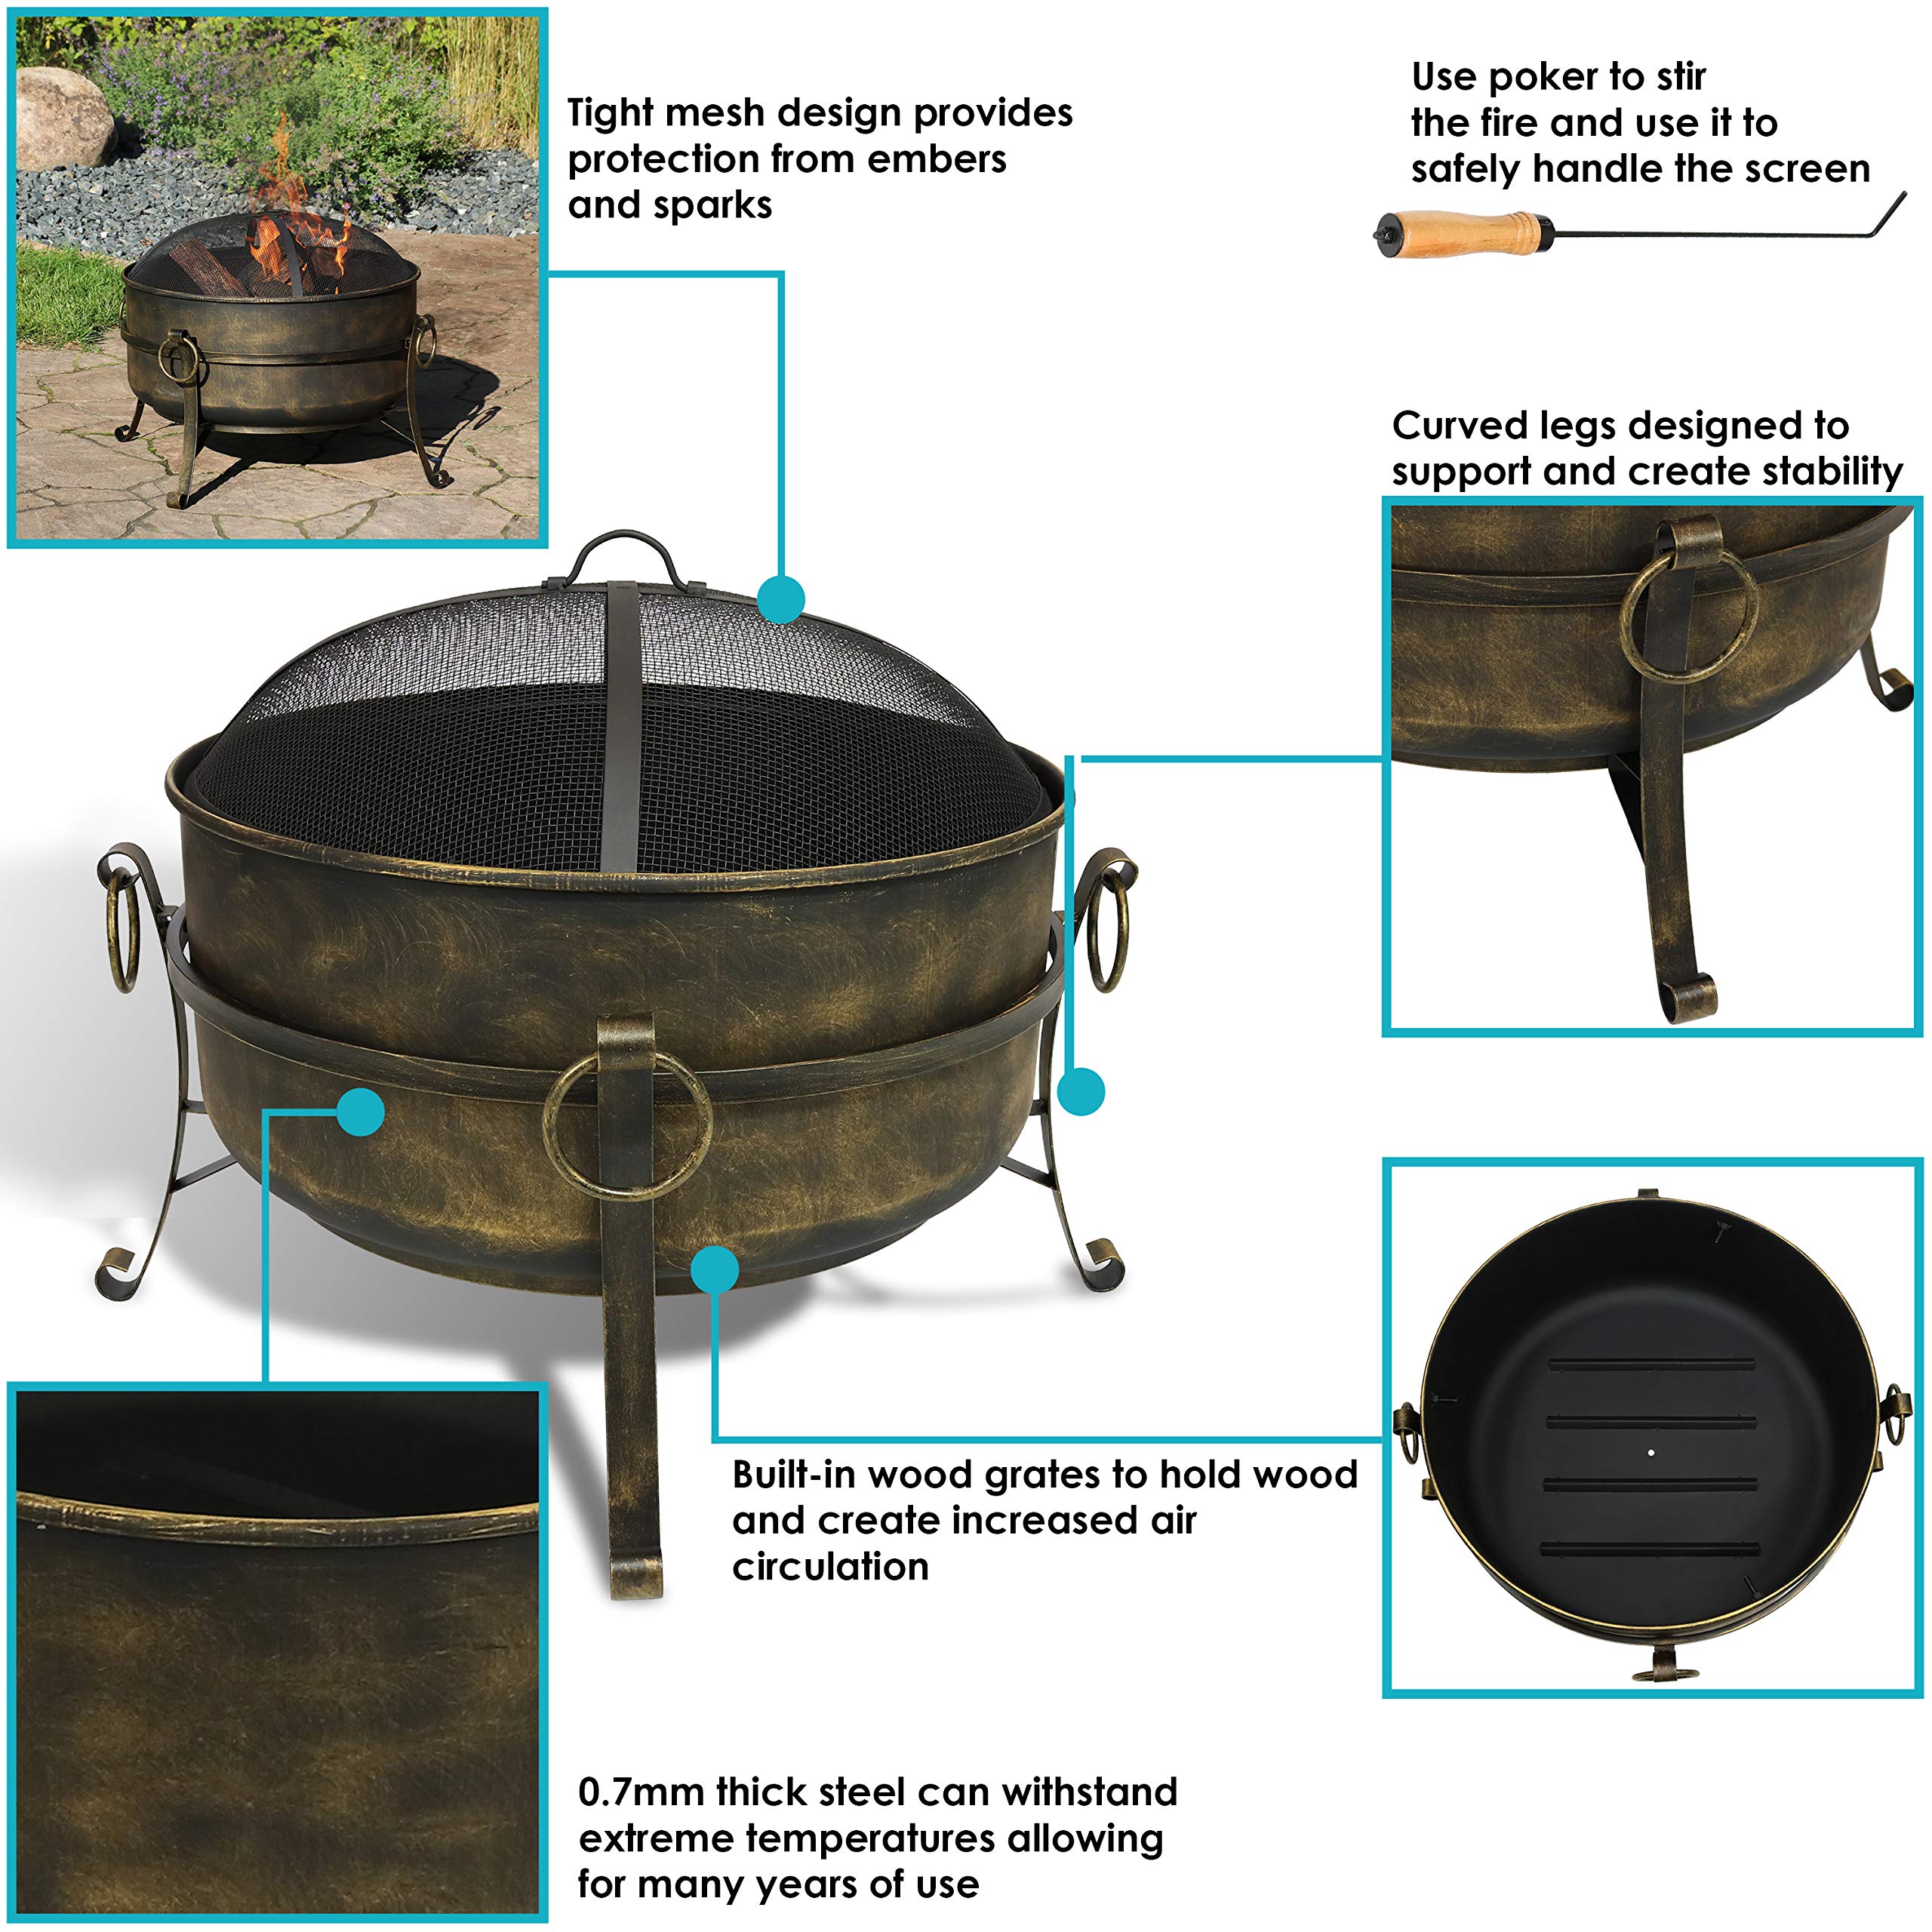 Tight mesh design provides
protection from embers
and sparks
Use poker to stir
the fire and use it to
safely handle the screen
Curved legs designed to
support and create stability
Built-in wood grates to hold wood
and create increased air
circulation
0.7mm thick steel can withstand
extreme temperatures allowing
for many years of use